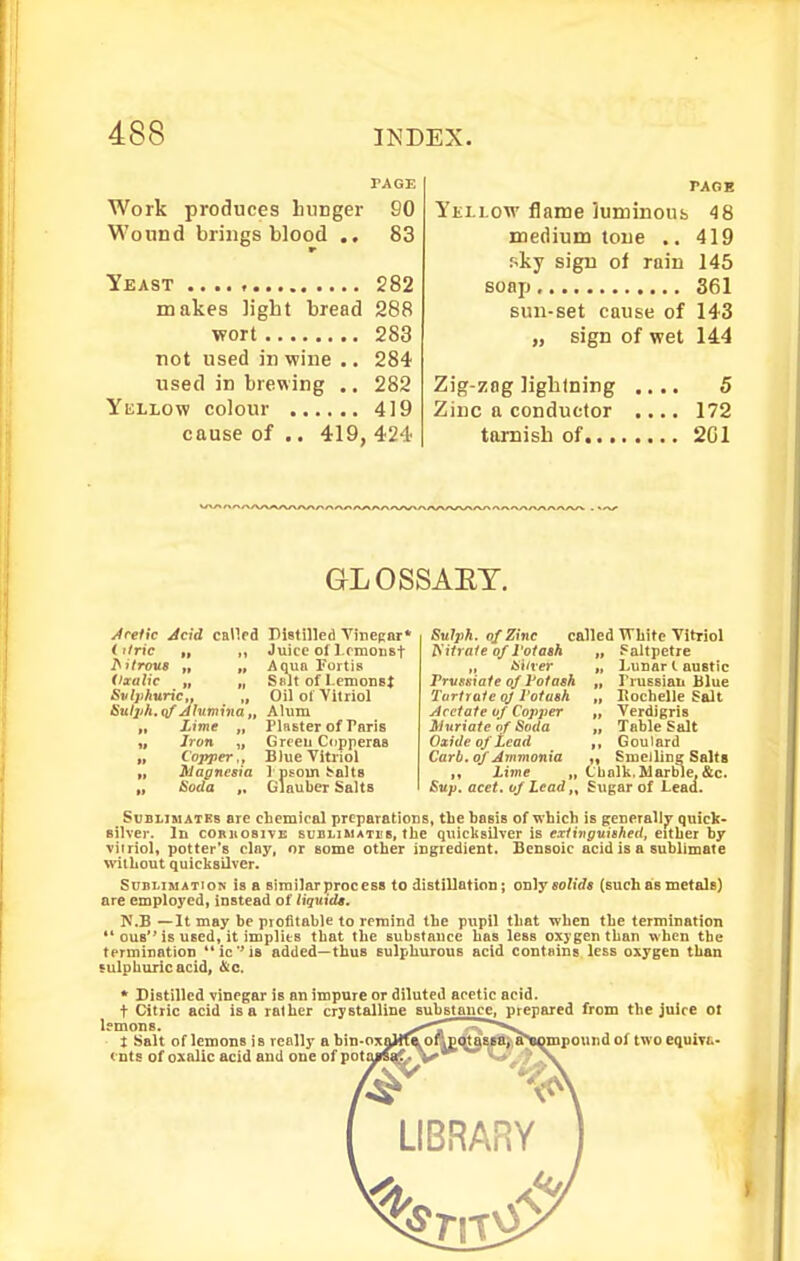 488 INDEX.
PAGE
Work produces hunger 90
Wound brings blood .. 83
YEAST .... ,........ 282
makes light bread 288
wort ........ 283
not used in wine .. 284
used in brewing .. 282
YELLOW colour ...... 419
cause of .. 419, 424
PAGE
YELLOW flame luminous 48
medium tone .. 419
sky sign of rain 145
soap ............ 361
sun-set cause of 143
„ sign of wet 144
Zig-zag lightning .... 5
Zinc a conductor .... 172
tarnish of........ 201
GLOSSARY.
Acetic Acid called Distilled Vinegar*
Citric „ „ Juice of Lemons†
Nitrous „ „ Aqua Fortis
Oxalic „ „ Salt of Lemons‡
Sulphuric „ „ Oil of Vitriol
Sulph. of Alumina „ Alum
„ Lime „ Plaster of Paris
„ Iron „ Green Copperas
„ Copper „ Blue Vitriol
„ Magnesia Epsom Salts
„ Soda „ Glauber Salts
Sulph. of Zinc called White Vitriol
Nitrate of Potash „ Saltpetre
„ Silver „ Lunar Caustic
Prussiate of Potash „ Prussian Blue
Tartrate of Potash „ Rochelle Salt
Acetate of Copper „ Verdigris
Muriate of Soda „ Table Salt
Oxide of Lead „ Goulard
Carb. of Ammonia „ Smelling Salts
„ Lime „ Chalk, Marble, &c.
Sup. acet. of Lead „ Sugar of Lead.
SUBLIMATES are chemical preparations, the basis of which is generally quick-
silver. In CORROSIVE SUBLIMATES, the quicksilver is extinguished, either by
vitriol, potter's clay, or some other ingredient. Bensoic acid is a sublimate
without quicksilver.
SUBLIMATION is a similar process to distillation; only solids (such as metals)
are employed, instead of liquids.
N.B —It may be profitable to remind the pupil that when the termination
"ous" is used, it implies that the substance has less oxygen than when the
termination "ic" is added—thus sulphurous acid contains less oxygen than
sulphuric acid, &c.
* Distilled vinegar is an impure or diluted acetic acid.
† Citric acid is a rather crystalline substance, prepared from the juice of
lemons.
‡ Salt of lemons is really a bin-oxalite of potassa, a compound of two equiva-
ents of oxalic acid and one of potassa.
LIBRARY